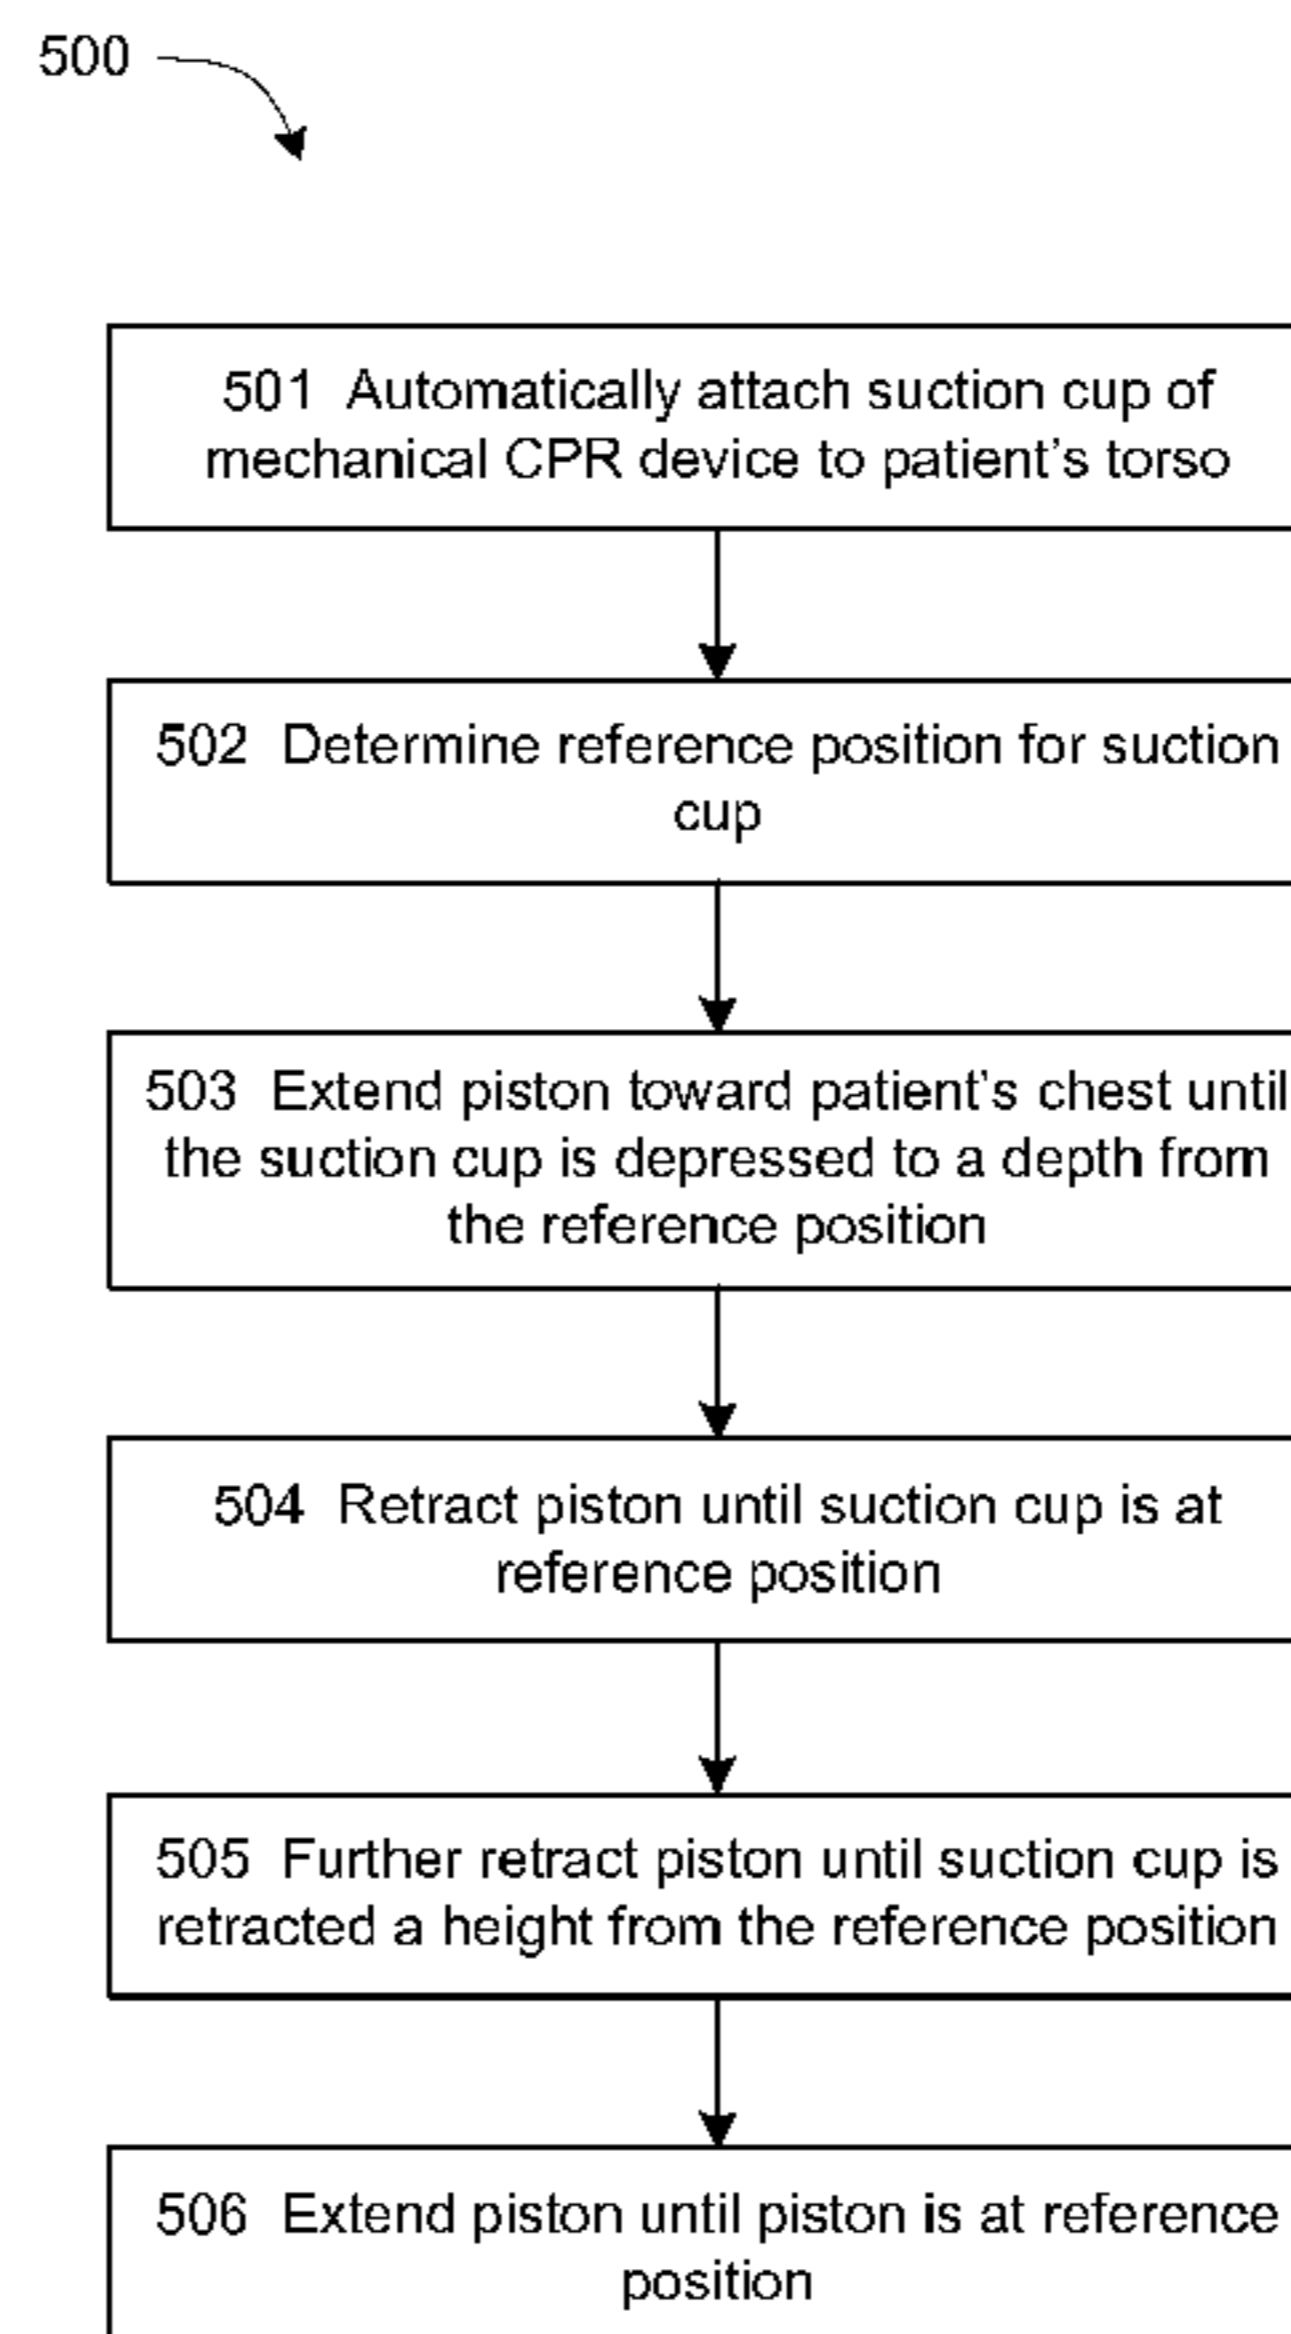 500
501 Automatically attach suction cup of
mechanical CPR device to patient's torso
502 Determine reference position for suction
cup
503 Extend piston toward patient's chest until
the suction cup is depressed to a depth from
the reference position
504 Retract piston until suction cup is at
reference position
505 Further retract piston until suction cup is
retracted a height from the reference position
506 Extend piston until piston is at reference
position